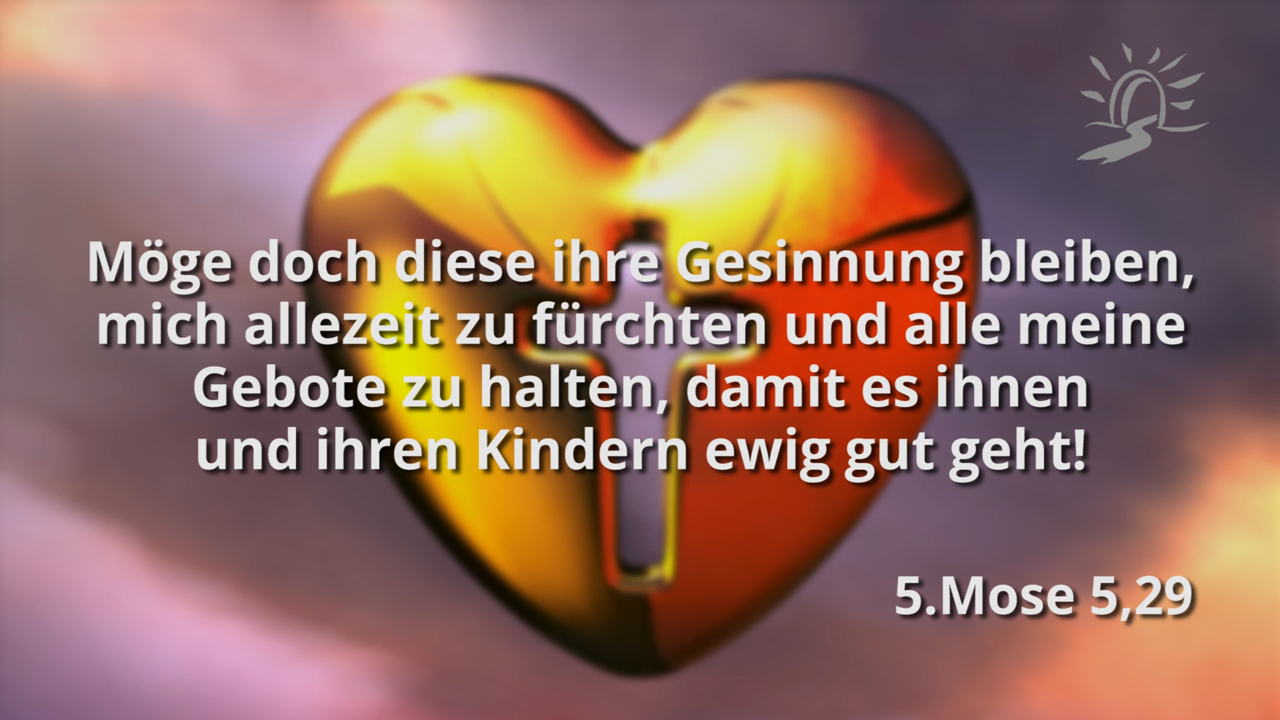 Möge doch diese ihre Gesinnung bleiben,
mich allezeit zu fürchten und alle meine
Gebote zu halten, damit es ihnen
und ihren Kindern ewig gut geht!
5.Mose 5,29